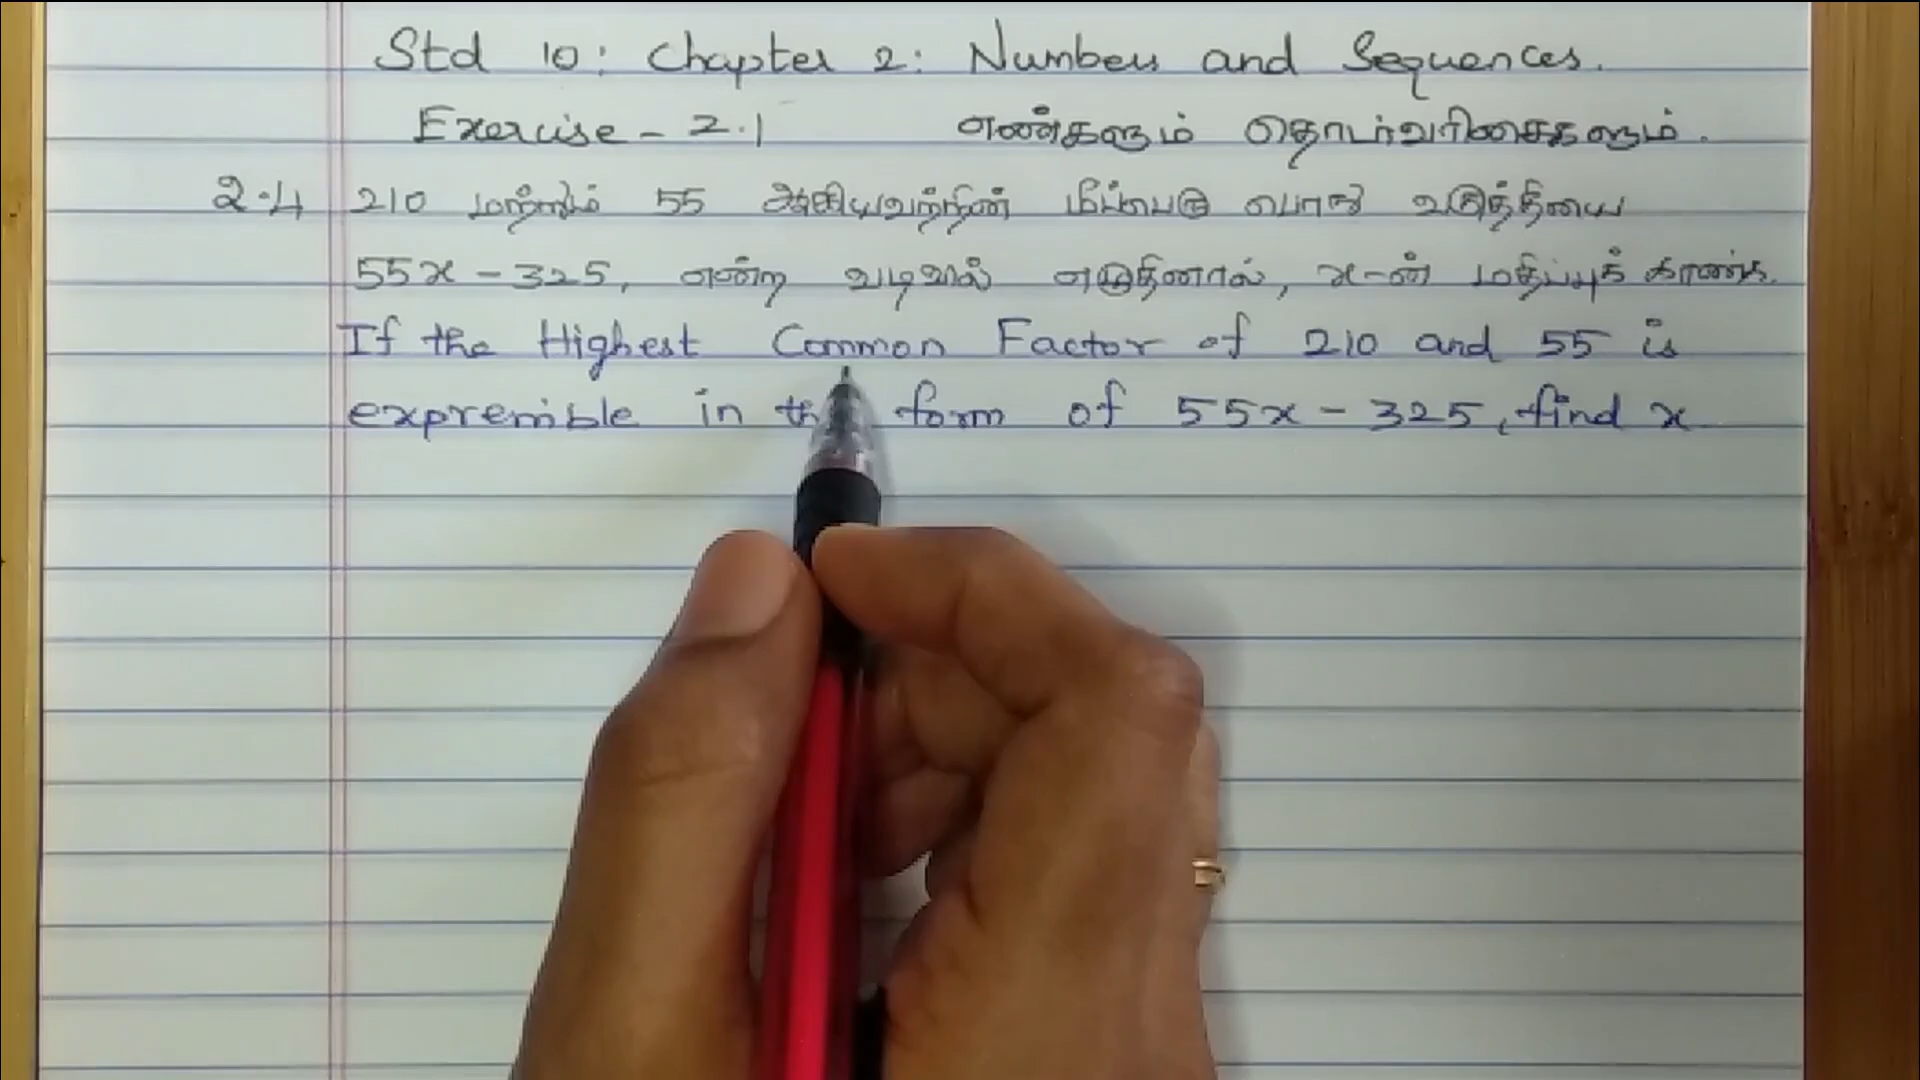 Std 10: Chapter 2: Numbers and Sequences.
Exercise - 2.1 எண்களும் தொடர்வரிசைகளும்.
2.4 210 மற்றும் 55 ஆகியவற்றின் மீப்பெரு பொது வகுத்தியை
55x - 325, என்ற வடிவில் எழுதினால், x-ன் மதிப்புக் காண்க.
If the Highest Common Factor of 210 and 55 is
expressible in the form of 55x - 325, find x